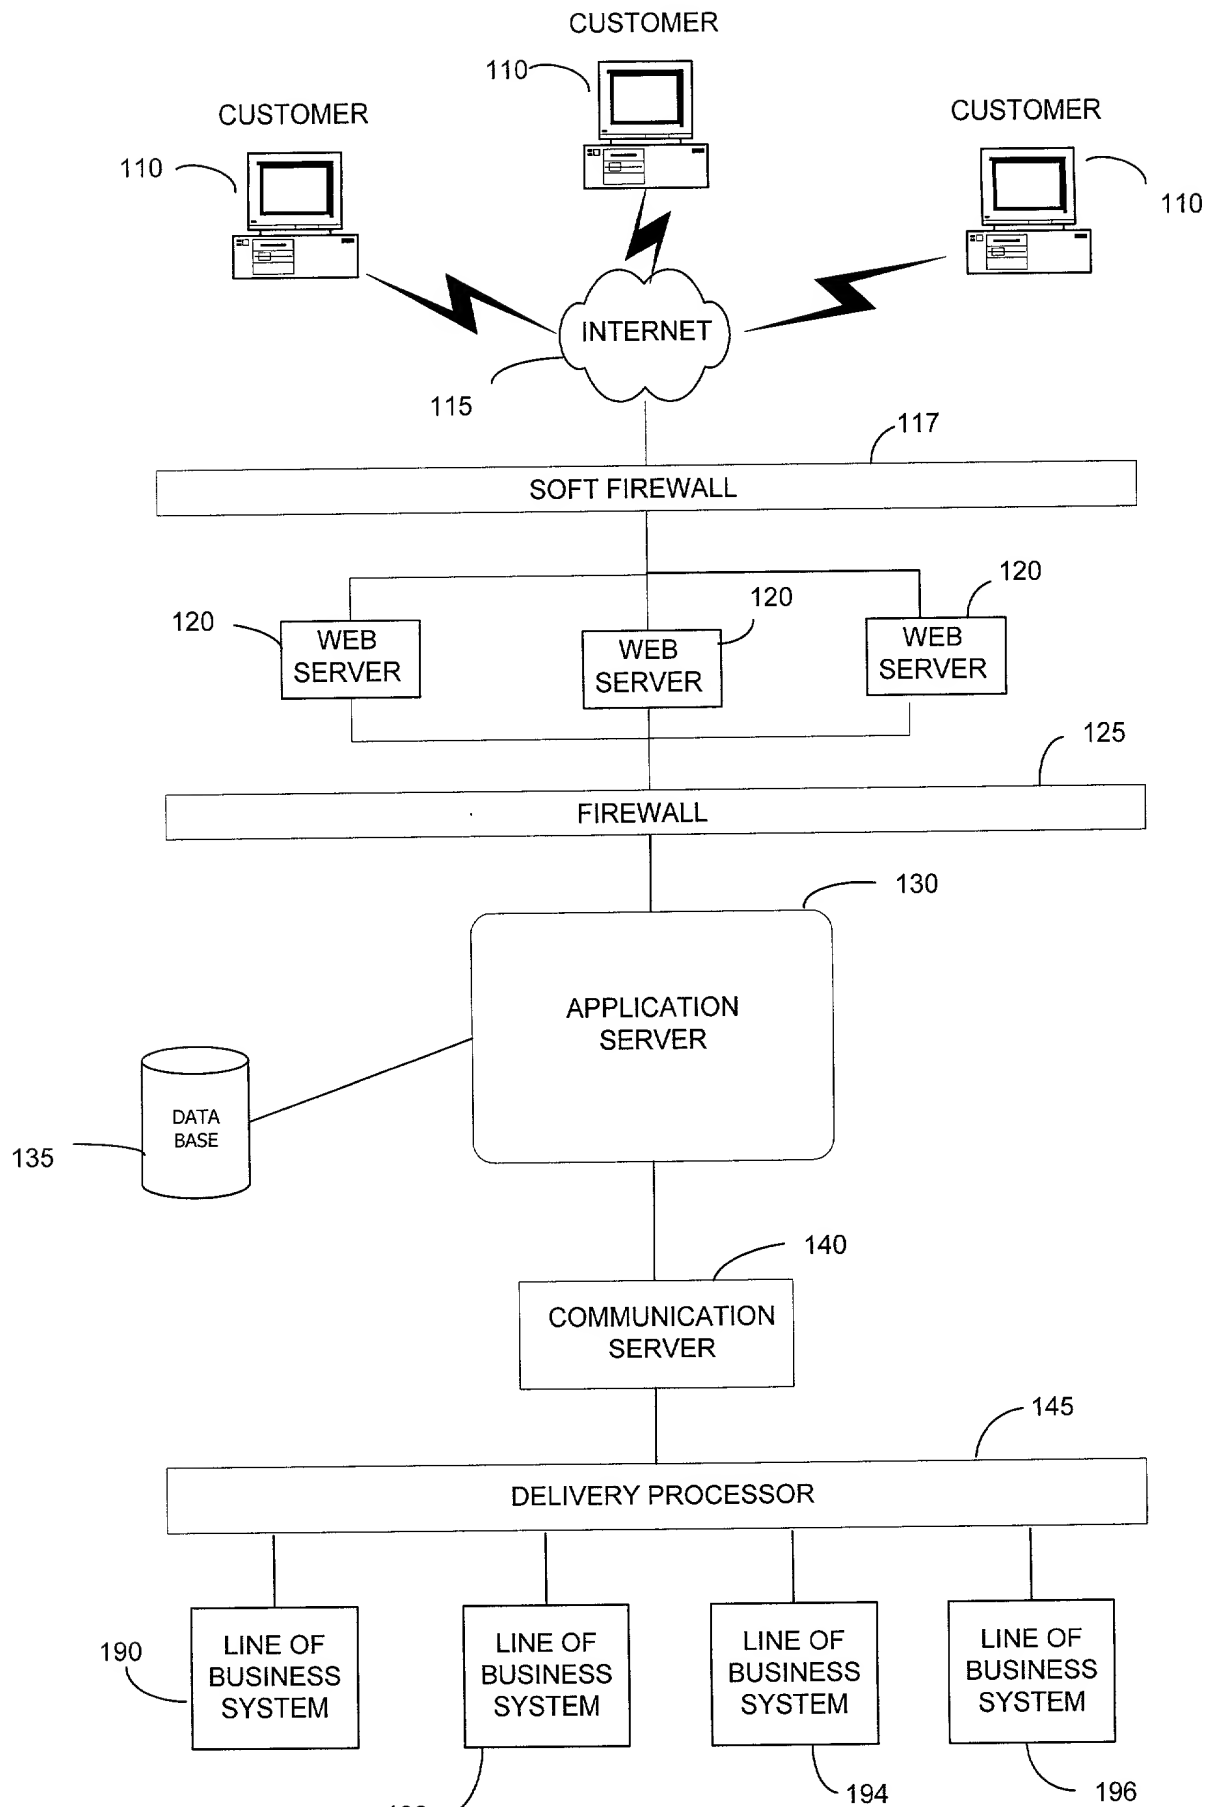 CUSTOMER
110
CUSTOMER
110
CUSTOMER
110
INTERNET
115
117
SOFT FIREWALL
120
WEB
SERVER
120
WEB
SERVER
120
WEB
SERVER
125
FIREWALL
130
APPLICATION
SERVER
DATA
BASE
135
140
COMMUNICATION
SERVER
145
DELIVERY PROCESSOR
190
LINE OF
BUSINESS
SYSTEM
LINE OF
BUSINESS
SYSTEM
LINE OF
BUSINESS
SYSTEM
194
LINE OF
BUSINESS
SYSTEM
196